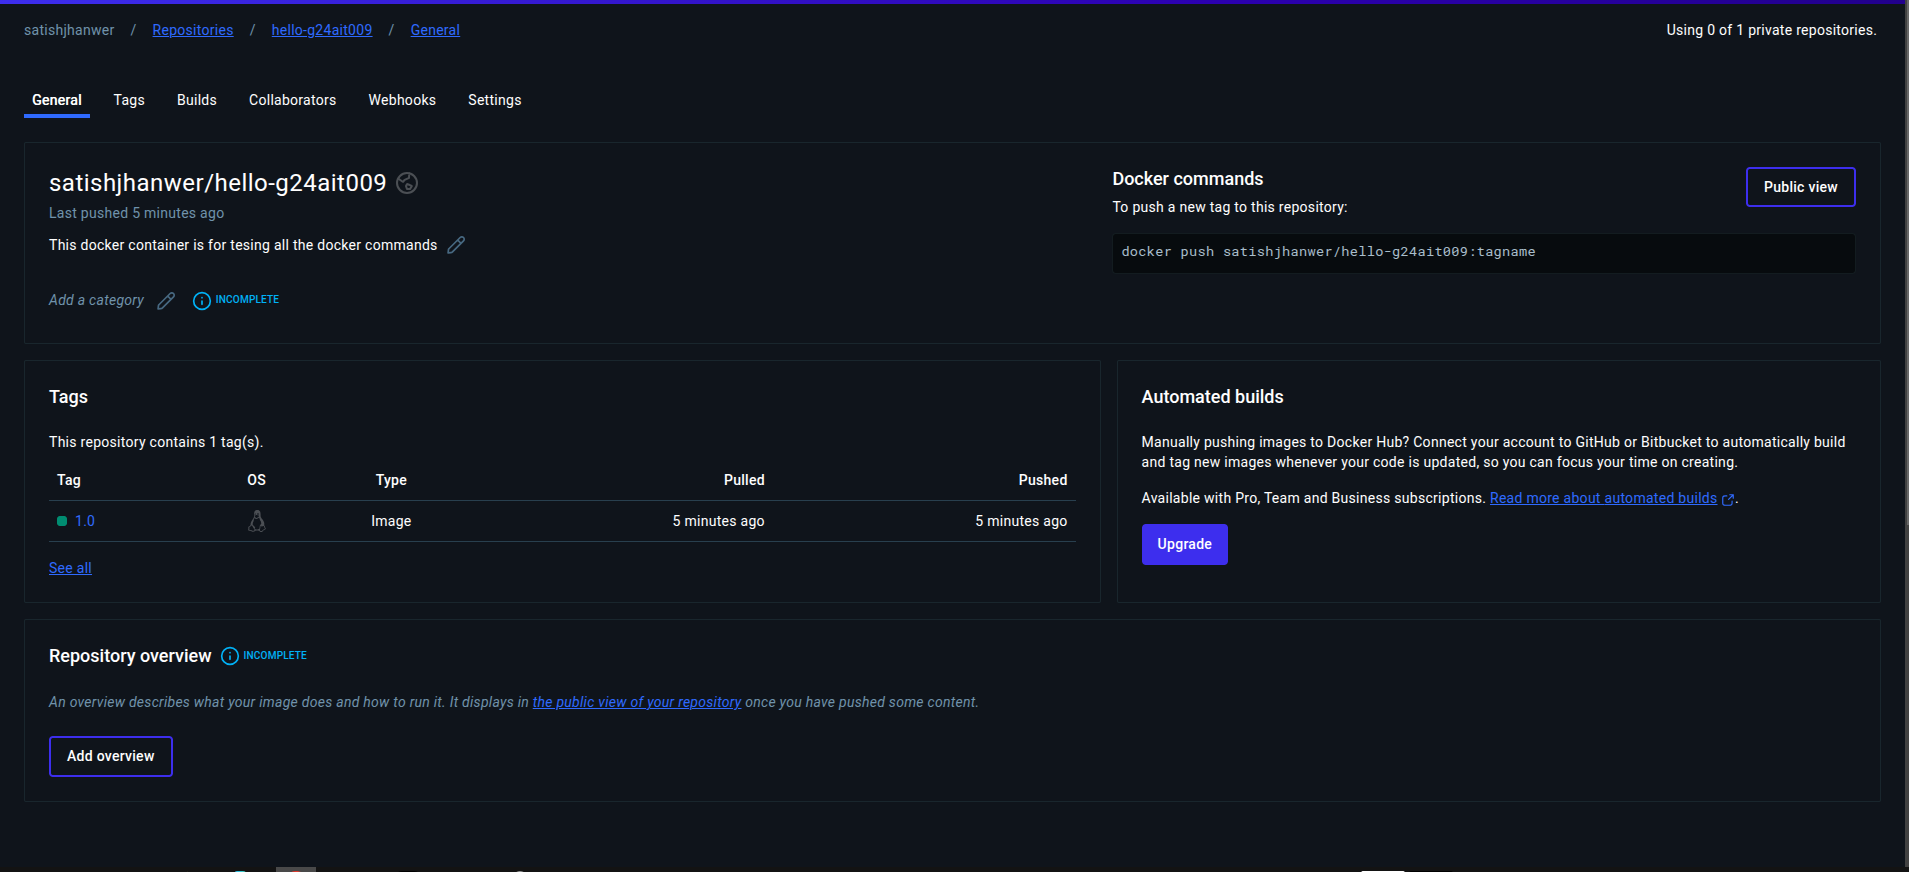 satishjhanwer / Repositories / hello-g24ait009 / General
Using 0 of 1 private repositories.
General Tags Builds Collaborators Webhooks Settings
satishjhanwer/hello-g24ait009
Last pushed 5 minutes ago
This docker container is for tesing all the docker commands
Add a category INCOMPLETE
Docker commands
Public view
To push a new tag to this repository:
docker push satishjhanwer/hello-g24ait009:tagname
Tags
This repository contains 1 tag(s).
Tag OS Type Pulled Pushed
1.0 Image 5 minutes ago 5 minutes ago
See all
Automated builds
Manually pushing images to Docker Hub? Connect your account to GitHub or Bitbucket to automatically build
and tag new images whenever your code is updated, so you can focus your time on creating.
Available with Pro, Team and Business subscriptions. Read more about automated builds .
Upgrade
Repository overview INCOMPLETE
An overview describes what your image does and how to run it. It displays in the public view of your repository once you have pushed some content.
Add overview